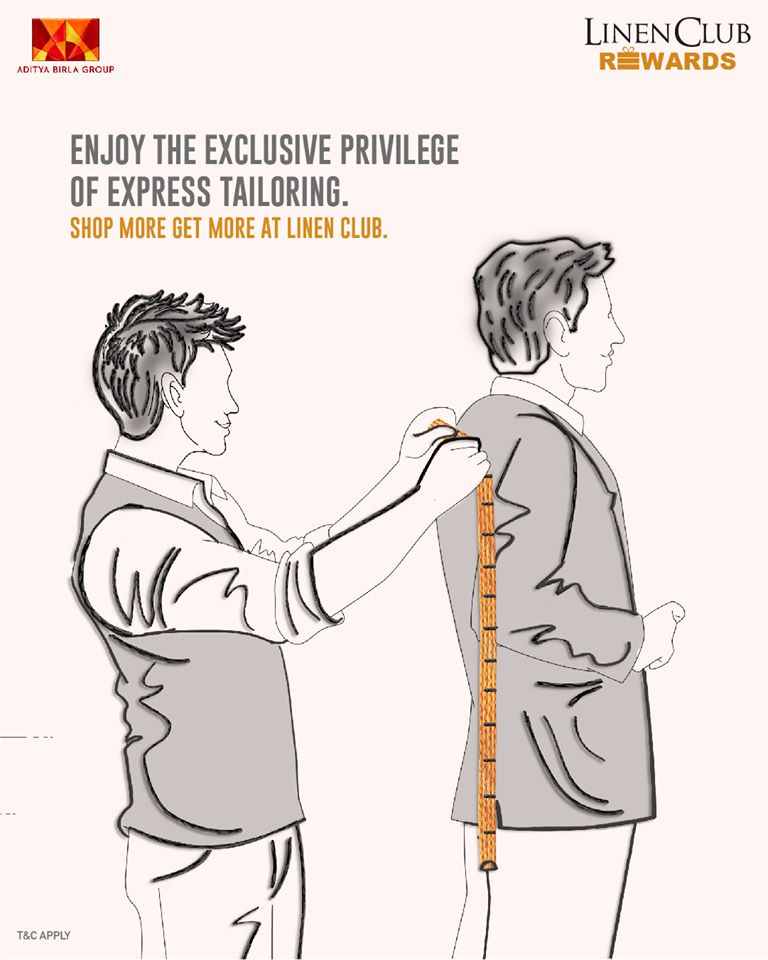 ADITYA BIRLA GROUP
LINEN CLUB
REWARDS
ENJOY THE EXCLUSIVE PRIVILEGE
OF EXPRESS TAILORING.
SHOP MORE GET MORE AT LINEN CLUB.
T&C APPLY